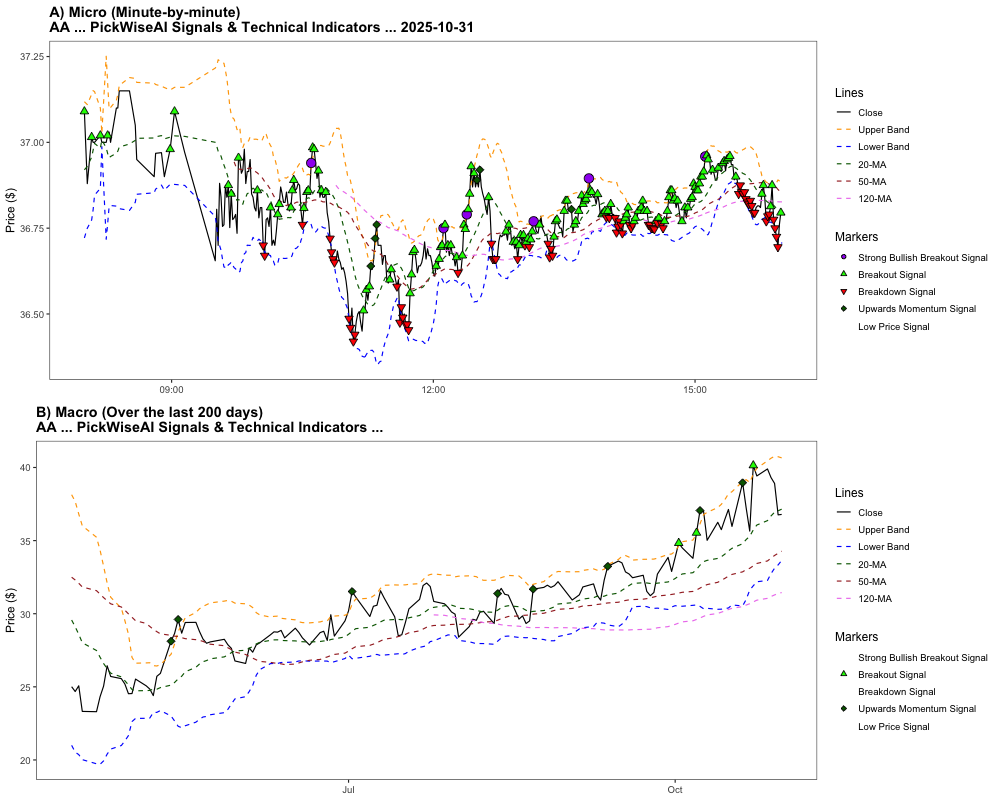 A) Micro (Minute-by-minute)
AA ... PickWiseAI Signals & Technical Indicators ... 2025-10-31
Price ($)
37.25
37.00
36.75
36.50
09:00
12:00
15:00
Lines
Close
Upper Band
Lower Band
20-MA
50-MA
120-MA
Markers
Strong Bullish Breakout Signal
Breakout Signal
Breakdown Signal
Upwards Momentum Signal
Low Price Signal
B) Macro (Over the last 200 days)
AA ... PickWiseAI Signals & Technical Indicators ...
Price ($)
40
35
30
25
20
Jul
Oct
Lines
Close
Upper Band
Lower Band
20-MA
50-MA
120-MA
Markers
Strong Bullish Breakout Signal
Breakout Signal
Breakdown Signal
Upwards Momentum Signal
Low Price Signal